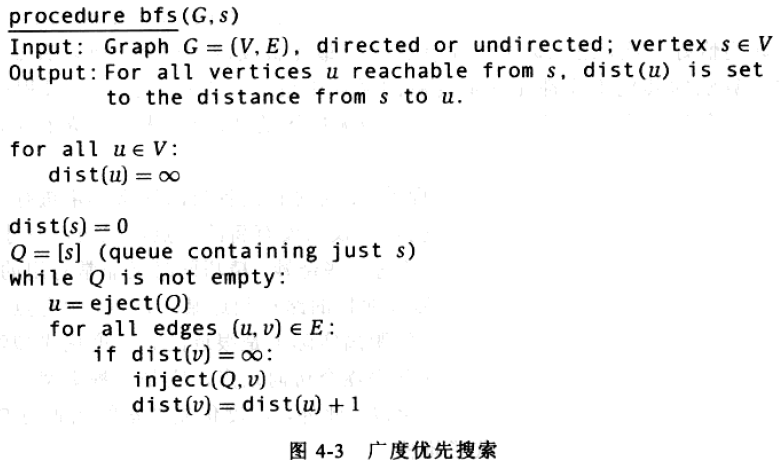 procedure bfs(G,s)
Input: Graph G = (V, E), directed or undirected; vertex s ∈ V
Output: For all vertices u reachable from s, dist(u) is set
to the distance from s to u.
for all u ∈ V:
dist(u) = ∞
dist(s) = 0
Q = [s] (queue containing just s)
while Q is not empty:
u = eject(Q)
for all edges (u, v) ∈ E:
if dist(v) = ∞:
inject(Q, v)
dist(v) = dist(u) + 1
图 4-3 广度优先搜索